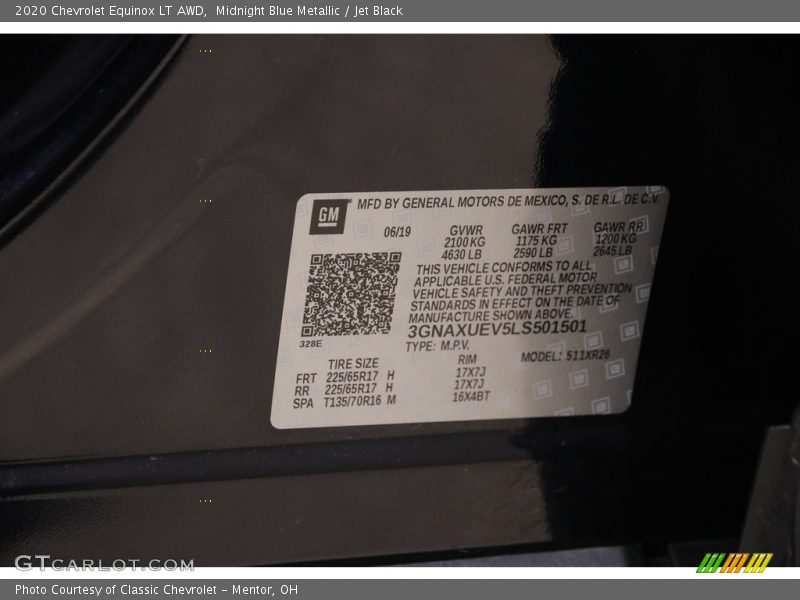 2020 Chevrolet Equinox LT AWD,  Midnight Blue Metallic / Jet Black
GM
MFD BY GENERAL MOTORS DE MEXICO, S. DE R.L. DE C.V.
06/19 GVWR GAWR FRT GAWR RR
2100 KG 1175 KG 1200 KG
4630 LB 2590 LB 2645 LB
THIS VEHICLE CONFORMS TO ALL
APPLICABLE U.S. FEDERAL MOTOR
VEHICLE SAFETY AND THEFT PREVENTION
STANDARDS IN EFFECT ON THE DATE OF
MANUFACTURE SHOWN ABOVE.
3GNAXUEV5LS501501
328E
TYPE: M.P.V. MODEL: 511XR26
TIRE SIZE RIM
FRT 225/65R17 H 17X7J
RR 225/65R17 H 17X7J
SPA T135/70R16 M 16X4BT
GTCARLOT.COM
Photo Courtesy of Classic Chevrolet - Mentor, OH